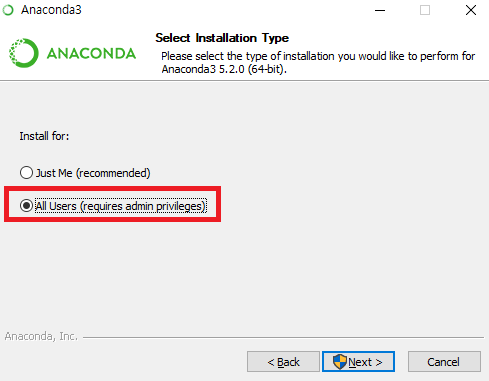 Anaconda3
ANACONDA
Select Installation Type
Please select the type of installation you would like to perform for
Anaconda3 5.2.0 (64-bit).
Install for:
Just Me (recommended)
All Users (requires admin privileges)
Anaconda, Inc.
< Back
Next >
Cancel